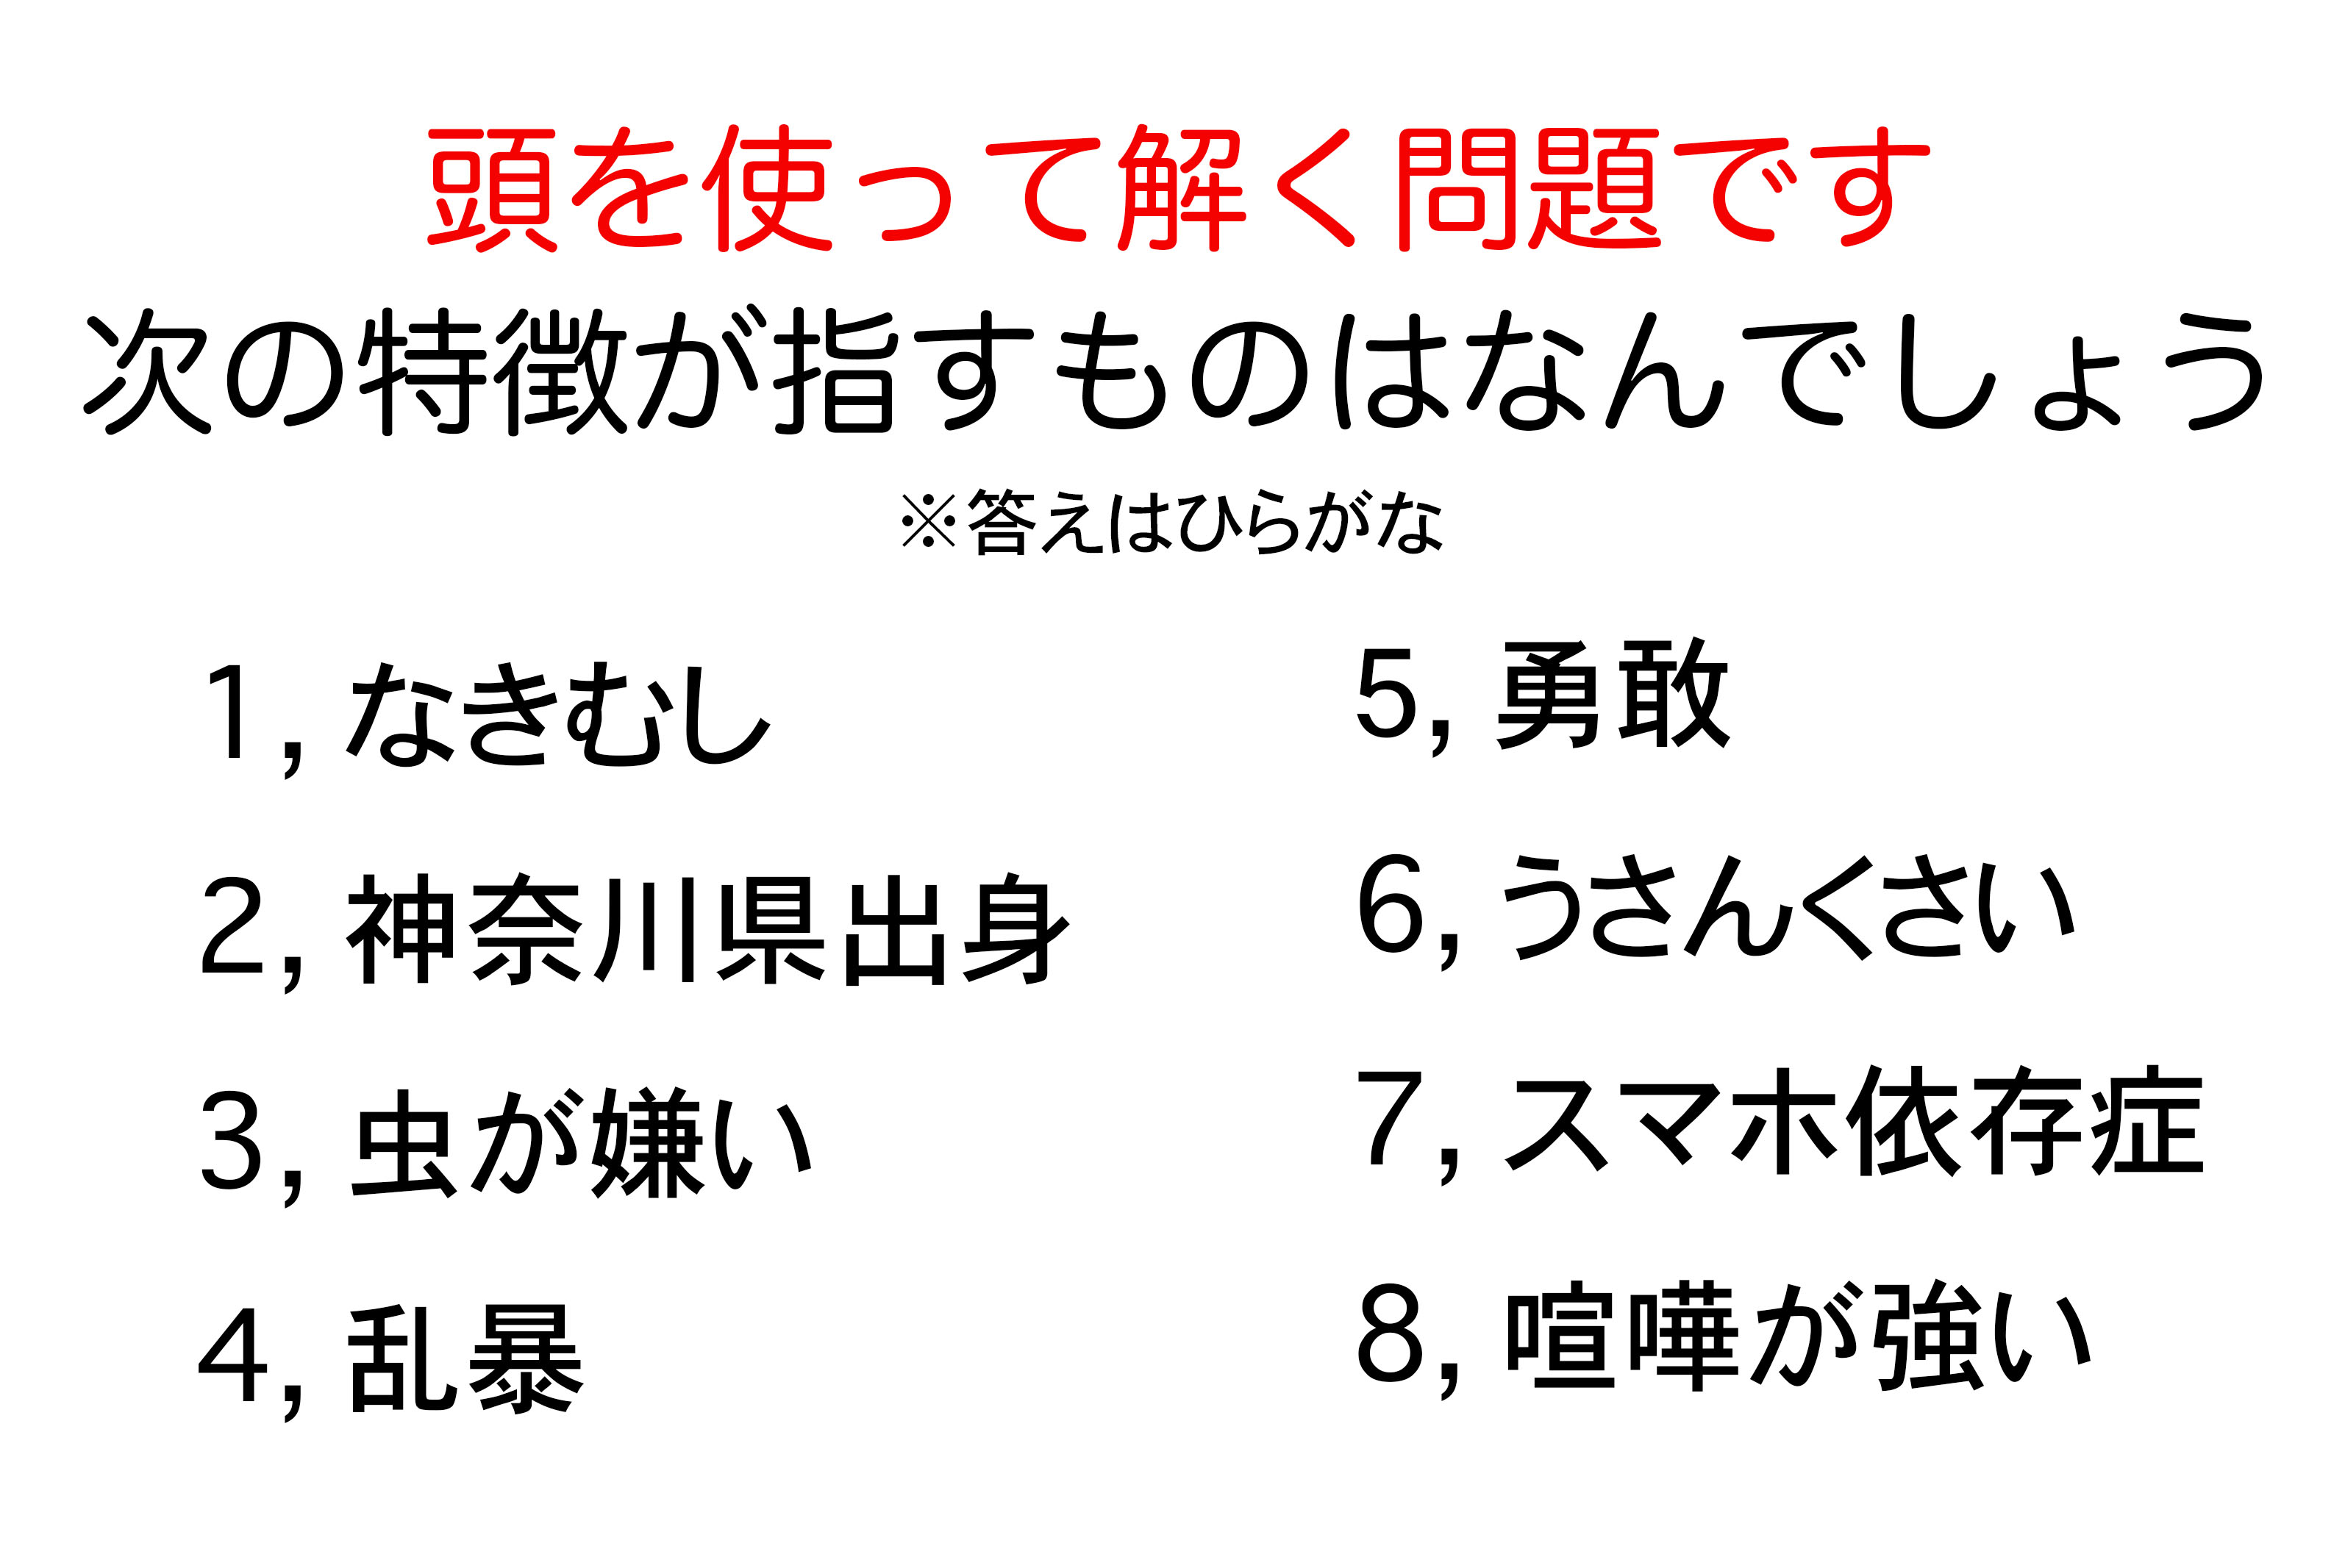 頭を使って解く問題です
次の特徴が指すものはなんでしょう
※答えはひらがな
1, なきむし
2, 神奈川県出身
3, 虫が嫌い
4, 乱暴
5, 勇敢
6, うさんくさい
7, スマホ依存症
8, 喧嘩が強い